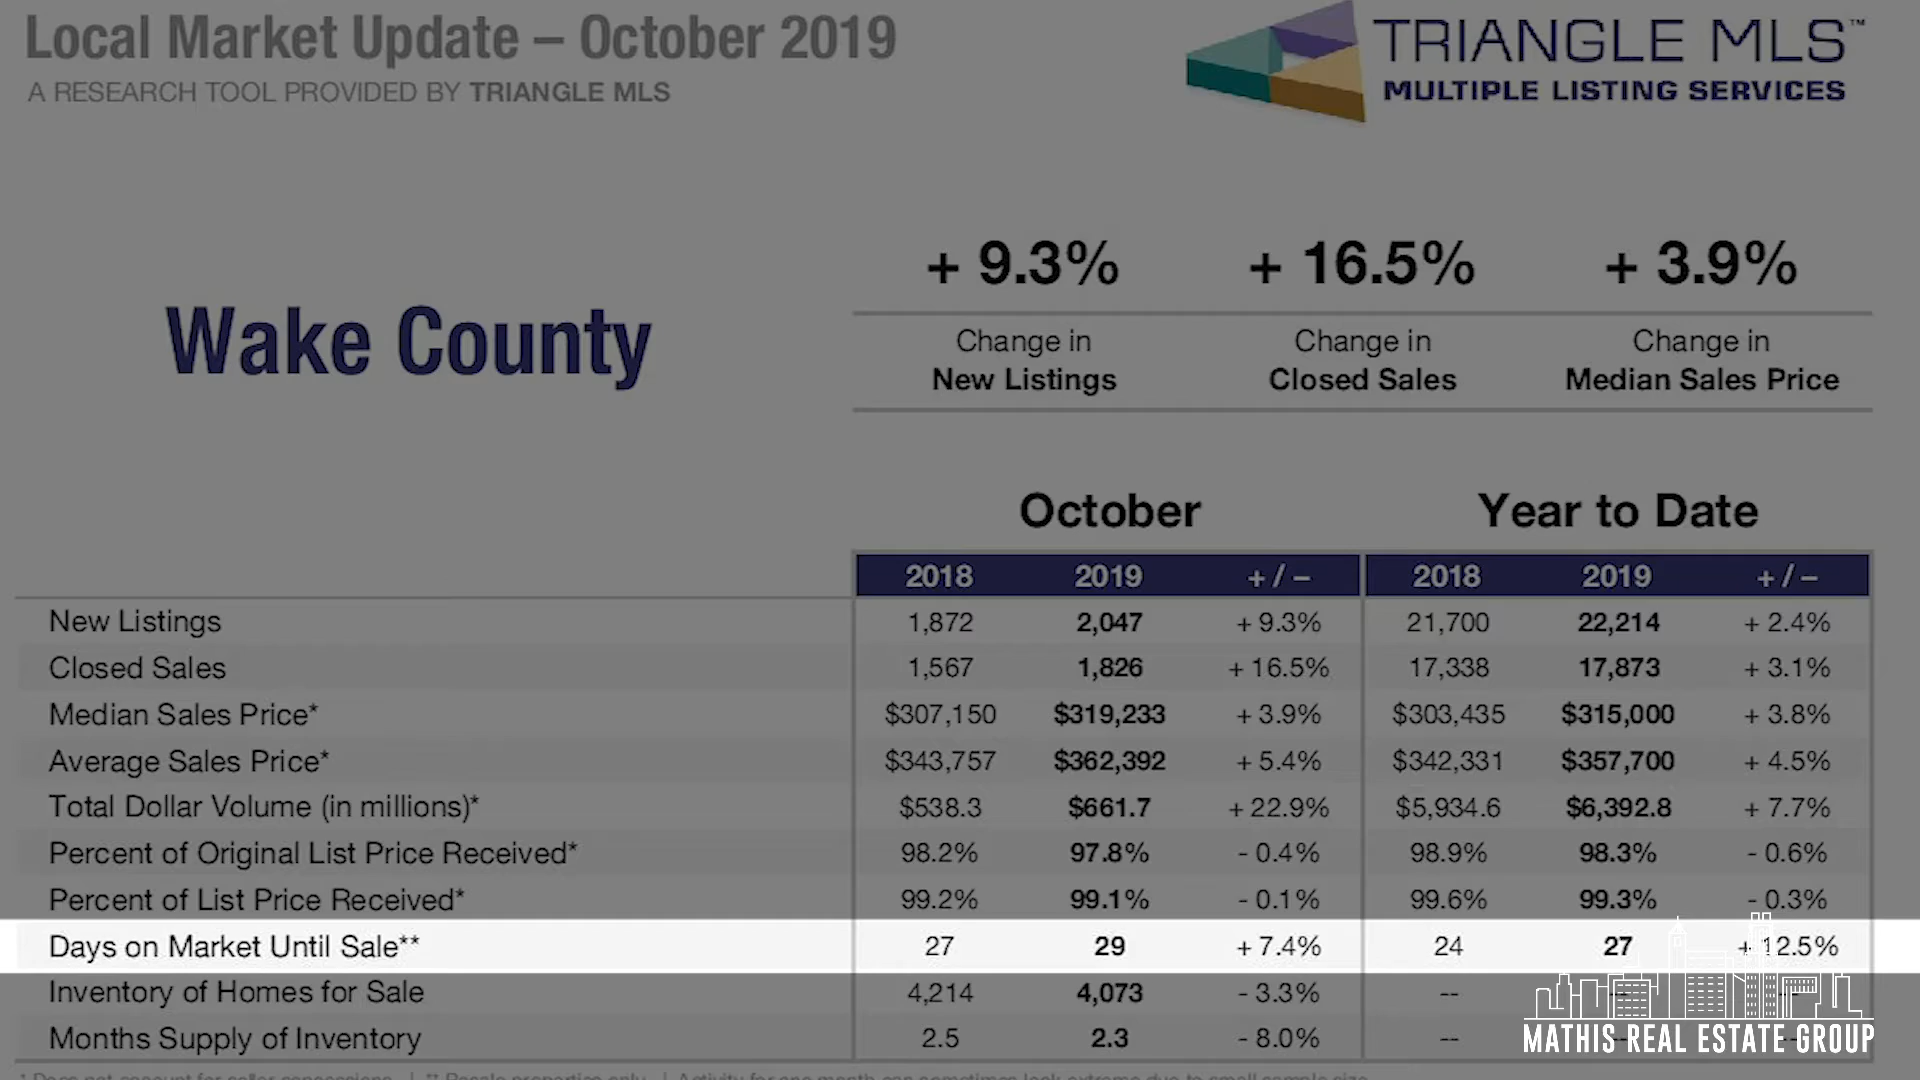 Local Market Update – October 2019
A RESEARCH TOOL PROVIDED BY TRIANGLE MLS
TRIANGLE MLS™
MULTIPLE LISTING SERVICES
Wake County
+ 9.3% + 16.5% + 3.9%
Change in Change in Change in
New Listings Closed Sales Median Sales Price
October Year to Date
2018 2019 + / – 2018 2019 + / –
New Listings 1,872 2,047 + 9.3% 21,700 22,214 + 2.4%
Closed Sales 1,567 1,826 + 16.5% 17,338 17,873 + 3.1%
Median Sales Price* $307,150 $319,233 + 3.9% $303,435 $315,000 + 3.8%
Average Sales Price* $343,757 $362,392 + 5.4% $342,331 $357,700 + 4.5%
Total Dollar Volume (in millions)* $538.3 $661.7 + 22.9% $5,934.6 $6,392.8 + 7.7%
Percent of Original List Price Received* 98.2% 97.8% - 0.4% 98.9% 98.3% - 0.6%
Percent of List Price Received* 99.2% 99.1% - 0.1% 99.6% 99.3% - 0.3%
Days on Market Until Sale** 27 29 + 7.4% 24 27 + 12.5%
Inventory of Homes for Sale 4,214 4,073 - 3.3% -- -- --
Months Supply of Inventory 2.5 2.3 - 8.0% -- -- --
MATHIS REAL ESTATE GROUP